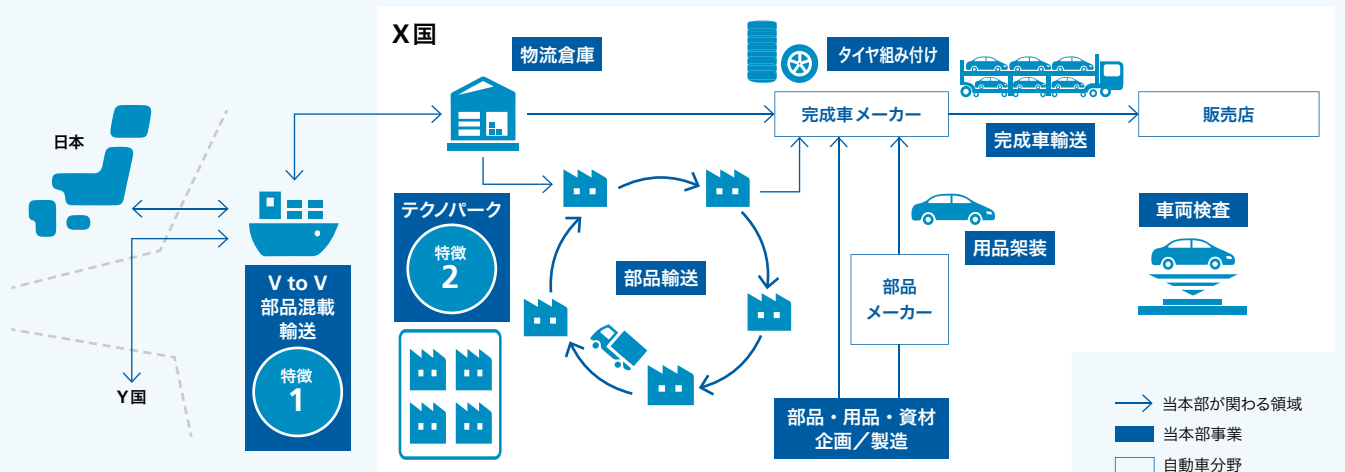 X国
物流倉庫
タイヤ組み付け
完成車メーカー
販売店
完成車輸送
日本
テクノパーク
特徴
2
部品輸送
用品架装
車両検査
V to V
部品混載
輸送
特徴
1
部品
メーカー
Y国
部品・用品・資材
企画／製造
当本部が関わる領域
当本部事業
自動車分野